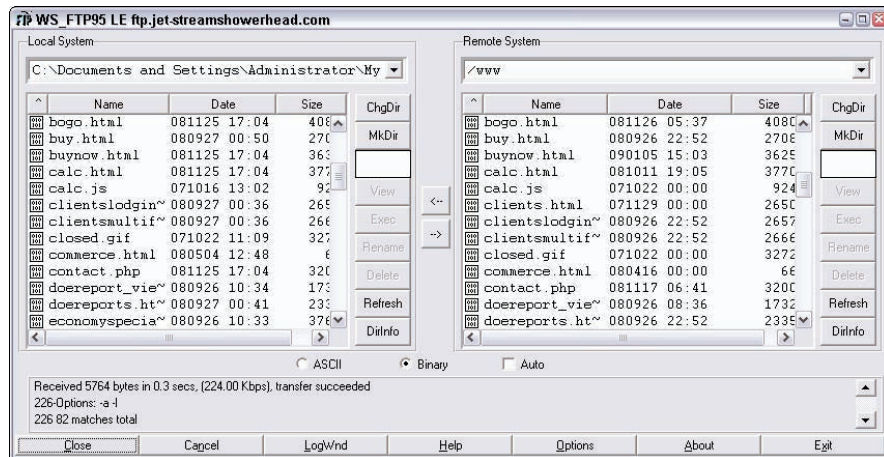 WS_FTP95 LE ftp.jet-streamshowerhead.com
Local System
C:\Documents and Settings\Administrator\My
^ Name Date Size
bogo.html 081125 17:04 408
buy.html 080927 00:50 270
buynow.html 081125 17:04 363
calc.html 081125 17:04 377
calc.js 071016 13:02 92
clientslodgin~ 080927 00:36 265
clientsmultif~ 080927 00:36 266
closed.gif 071022 11:09 327
commerce.html 080504 12:48 6
contact.php 081125 17:04 320
doereport_vie~ 080926 10:34 173
doereports.ht~ 080927 00:41 233
economyspecia~ 080926 10:33 376
ChgDir
MkDir
View
Exec
Rename
Delete
Refresh
DirInfo
<--
-->
Remote System
/www
^ Name Date Size
bogo.html 081126 05:37 4080
buy.html 080926 22:52 2708
buynow.html 090105 15:03 3625
calc.html 081011 19:05 3770
calc.js 071022 00:00 924
clients.html 071129 00:00 2650
clientslodgin~ 080926 22:52 2657
clientsmultif~ 080926 22:52 2666
closed.gif 071022 00:00 3272
commerce.html 080416 00:00 66
contact.php 081117 06:41 3200
doereport_vie~ 080926 08:36 1732
doereports.ht~ 080926 22:52 2335
ChgDir
MkDir
View
Exec
Rename
Delete
Refresh
DirInfo
ASCII Binary Auto
Received 5764 bytes in 0.3 secs, (224.00 Kbps), transfer succeeded
226-Options: -a -l
226 82 matches total
Close Cancel LogWnd Help Options About Exit